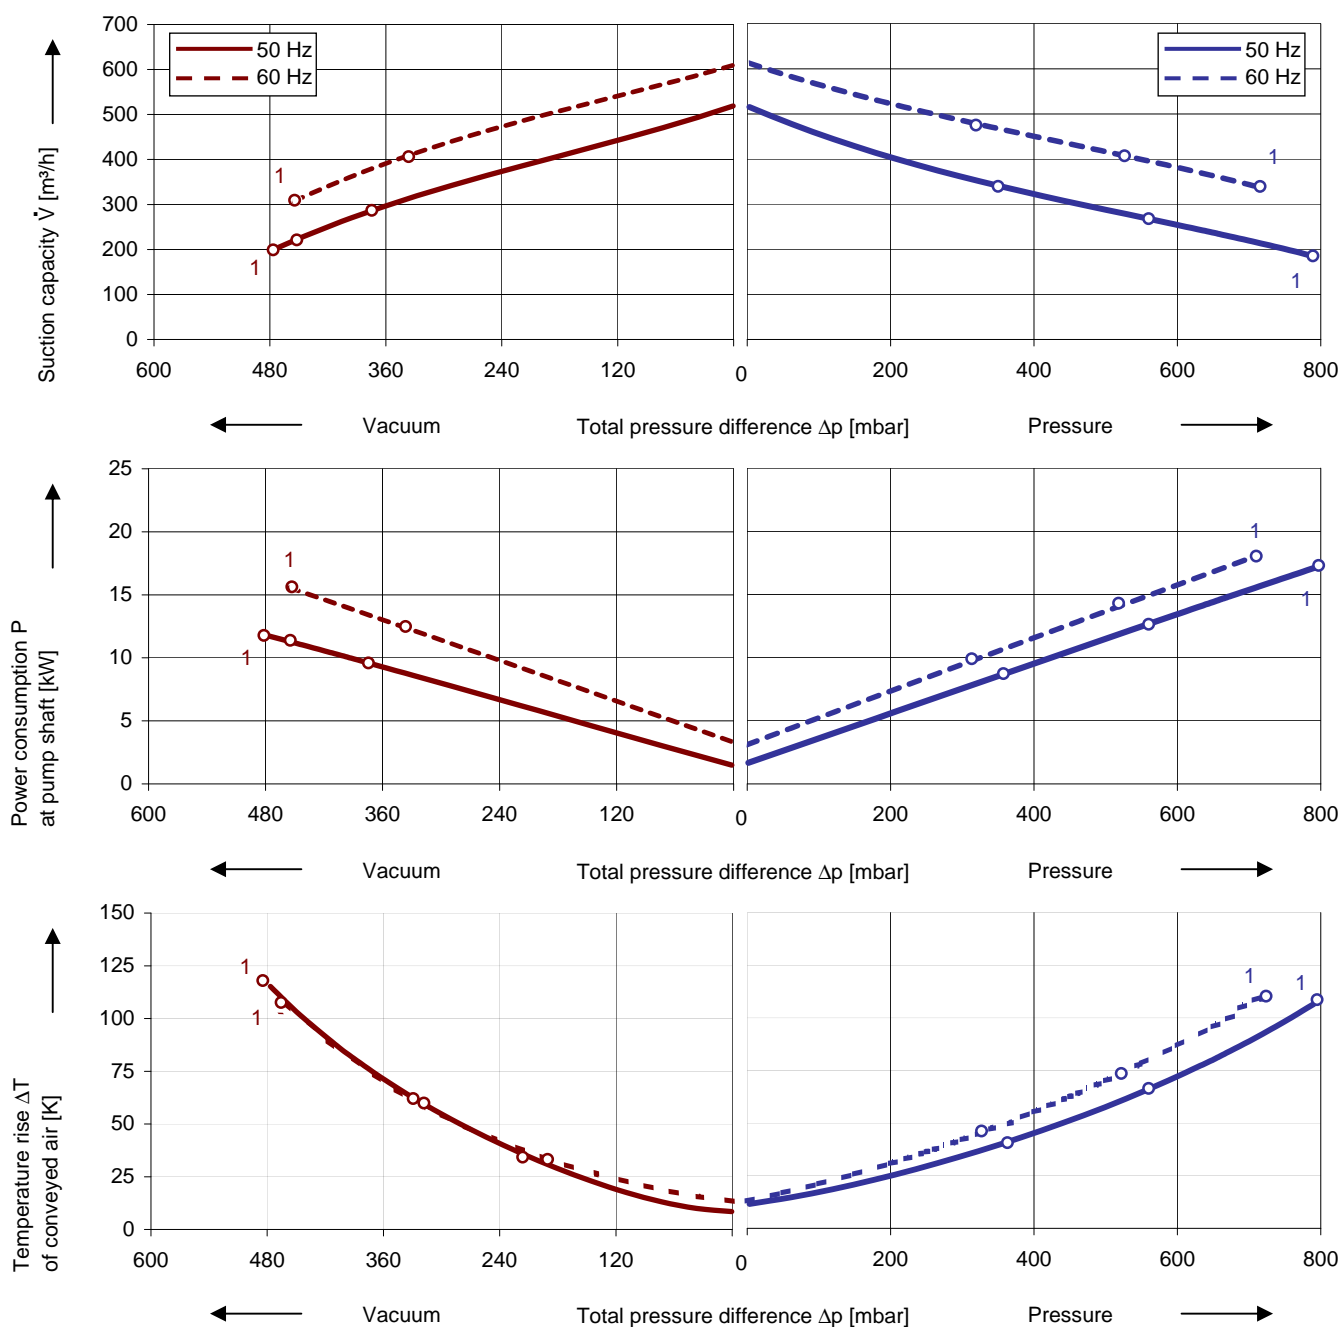 700
600
500
400
300
200
100
0
Suction capacity V̇ [m³/h]
50 Hz
60 Hz
50 Hz
60 Hz
1
1
1
1
600 480 360 240 120 0 200 400 600 800
Vacuum Total pressure difference Δp [mbar] Pressure
25
20
15
10
5
0
Power consumption P
at pump shaft [kW]
1
1
1
1
600 480 360 240 120 0 200 400 600 800
Vacuum Total pressure difference Δp [mbar] Pressure
150
125
100
75
50
25
0
Temperature rise ΔT
of conveyed air [K]
1
1
1
1
600 480 360 240 120 0 200 400 600 800
Vacuum Total pressure difference Δp [mbar] Pressure